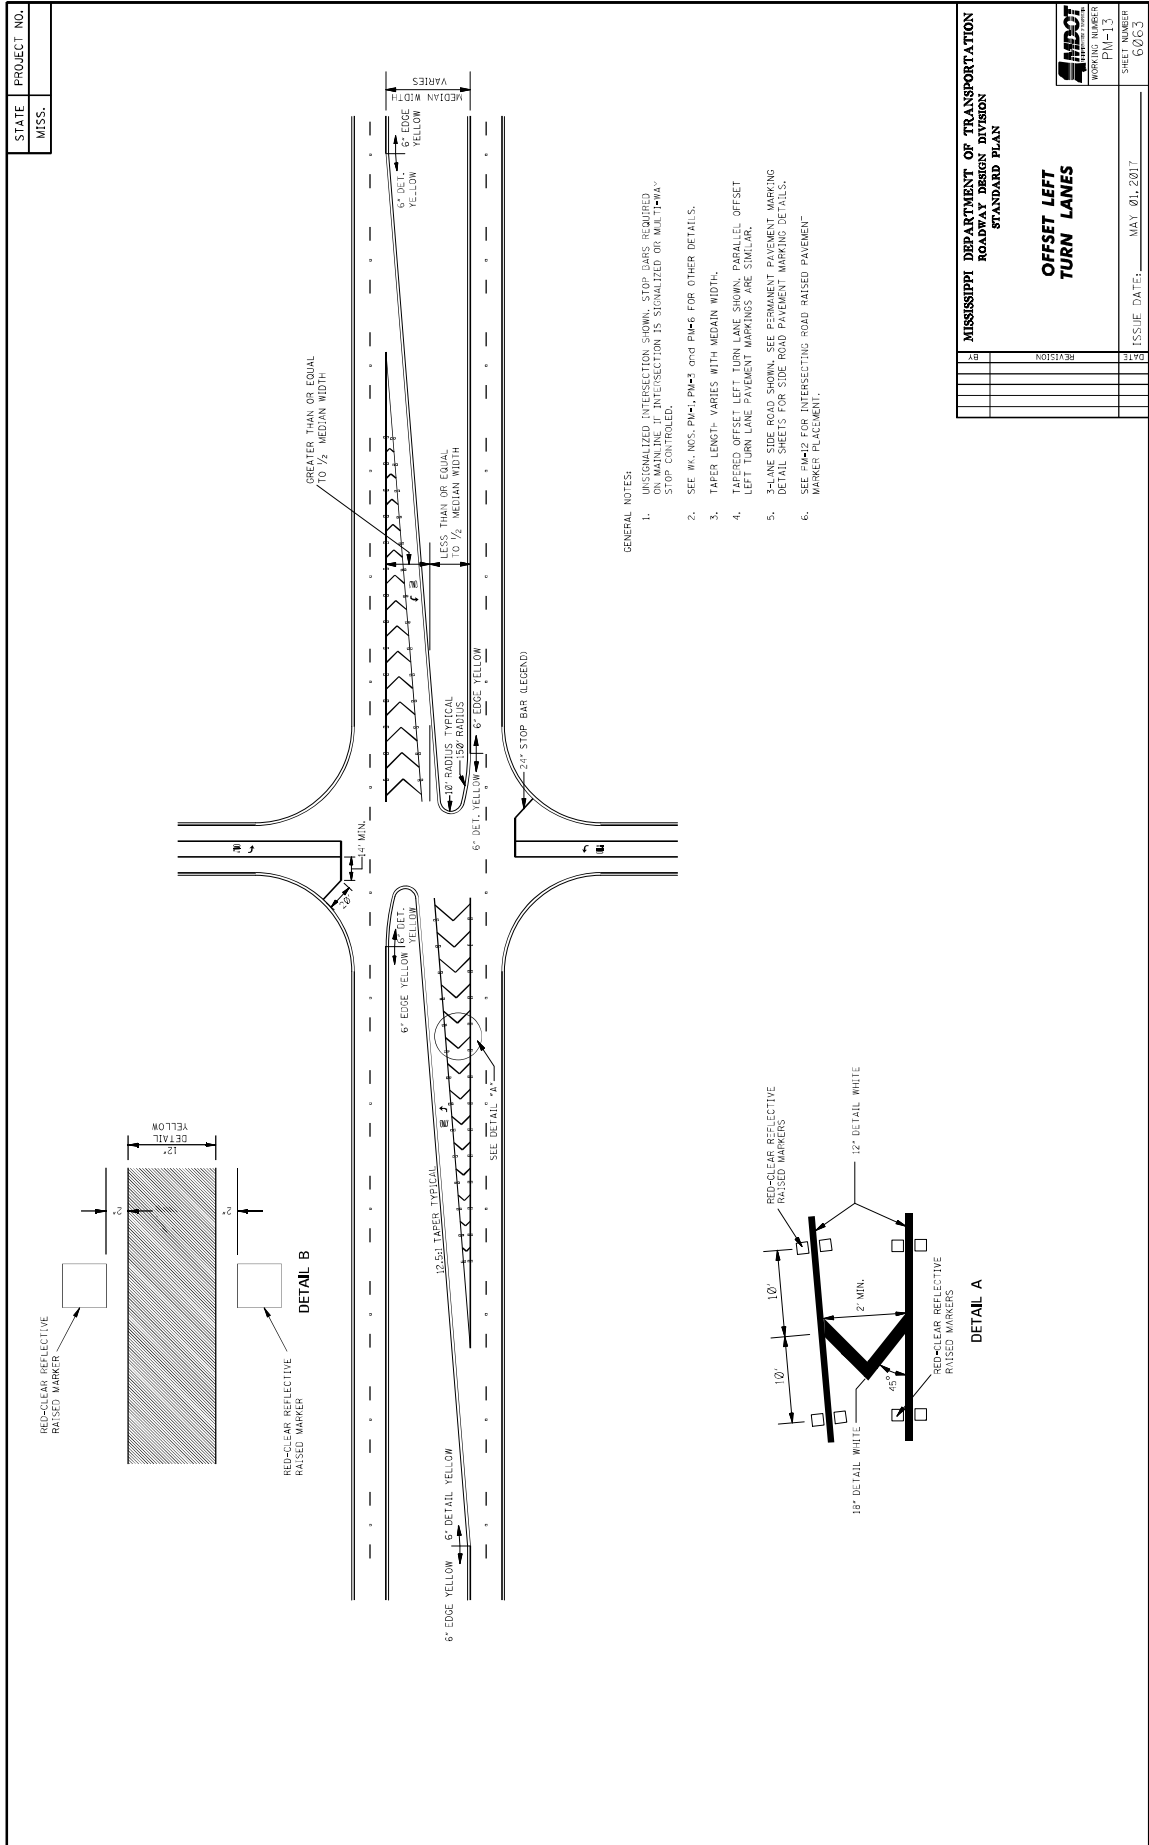 STATE PROJECT NO.
MISS.
MEDIAN WIDTH
VARIES
6" EDGE
YELLOW
6" DET.
YELLOW
GREATER THAN OR EQUAL
TO 1/2 MEDIAN WIDTH
LESS THAN OR EQUAL
TO 1/2 MEDIAN WIDTH
10' RADIUS TYPICAL
150' RADIUS
6" DET. YELLOW
6" EDGE YELLOW
24" STOP BAR (LEGEND)
14' MIN.
20'
6" DET.
YELLOW
6" EDGE YELLOW
SEE DETAIL "A"
12.5:1 TAPER TYPICAL
6" EDGE YELLOW
6" DETAIL YELLOW
RED-CLEAR REFLECTIVE
RAISED MARKER
RED-CLEAR REFLECTIVE
RAISED MARKER
2"
2"
12"
DETAIL
YELLOW
DETAIL B
RED-CLEAR REFLECTIVE
RAISED MARKERS
12" DETAIL WHITE
10'
10'
2' MIN.
45°
18" DETAIL WHITE
RED-CLEAR REFLECTIVE
RAISED MARKERS
DETAIL A
GENERAL NOTES:
1. UNSIGNALIZED INTERSECTION SHOWN. STOP BARS REQUIRED
ON MAINLINE IF INTERSECTION IS SIGNALIZED OR MULTI-WAY
STOP CONTROLED.
2. SEE WK. NOS. PM-1, PM-3 and PM-6 FOR OTHER DETAILS.
3. TAPER LENGTH VARIES WITH MEDAIN WIDTH.
4. TAPERED OFFSET LEFT TURN LANE SHOWN. PARALLEL OFFSET
LEFT TURN LANE PAVEMENT MARKINGS ARE SIMILAR.
5. 3-LANE SIDE ROAD SHOWN. SEE PERMANENT PAVEMENT MARKING
DETAIL SHEETS FOR SIDE ROAD PAVEMENT MARKING DETAILS.
6. SEE PM-12 FOR INTERSECTING ROAD RAISED PAVEMENT
MARKER PLACEMENT.
MISSISSIPPI DEPARTMENT OF TRANSPORTATION
ROADWAY DESIGN DIVISION
STANDARD PLAN
OFFSET LEFT
TURN LANES
MDOT
WORKING NUMBER
PM-13
SHEET NUMBER
6063
ISSUE DATE: MAY 01, 2017
BY
REVISION
DATE